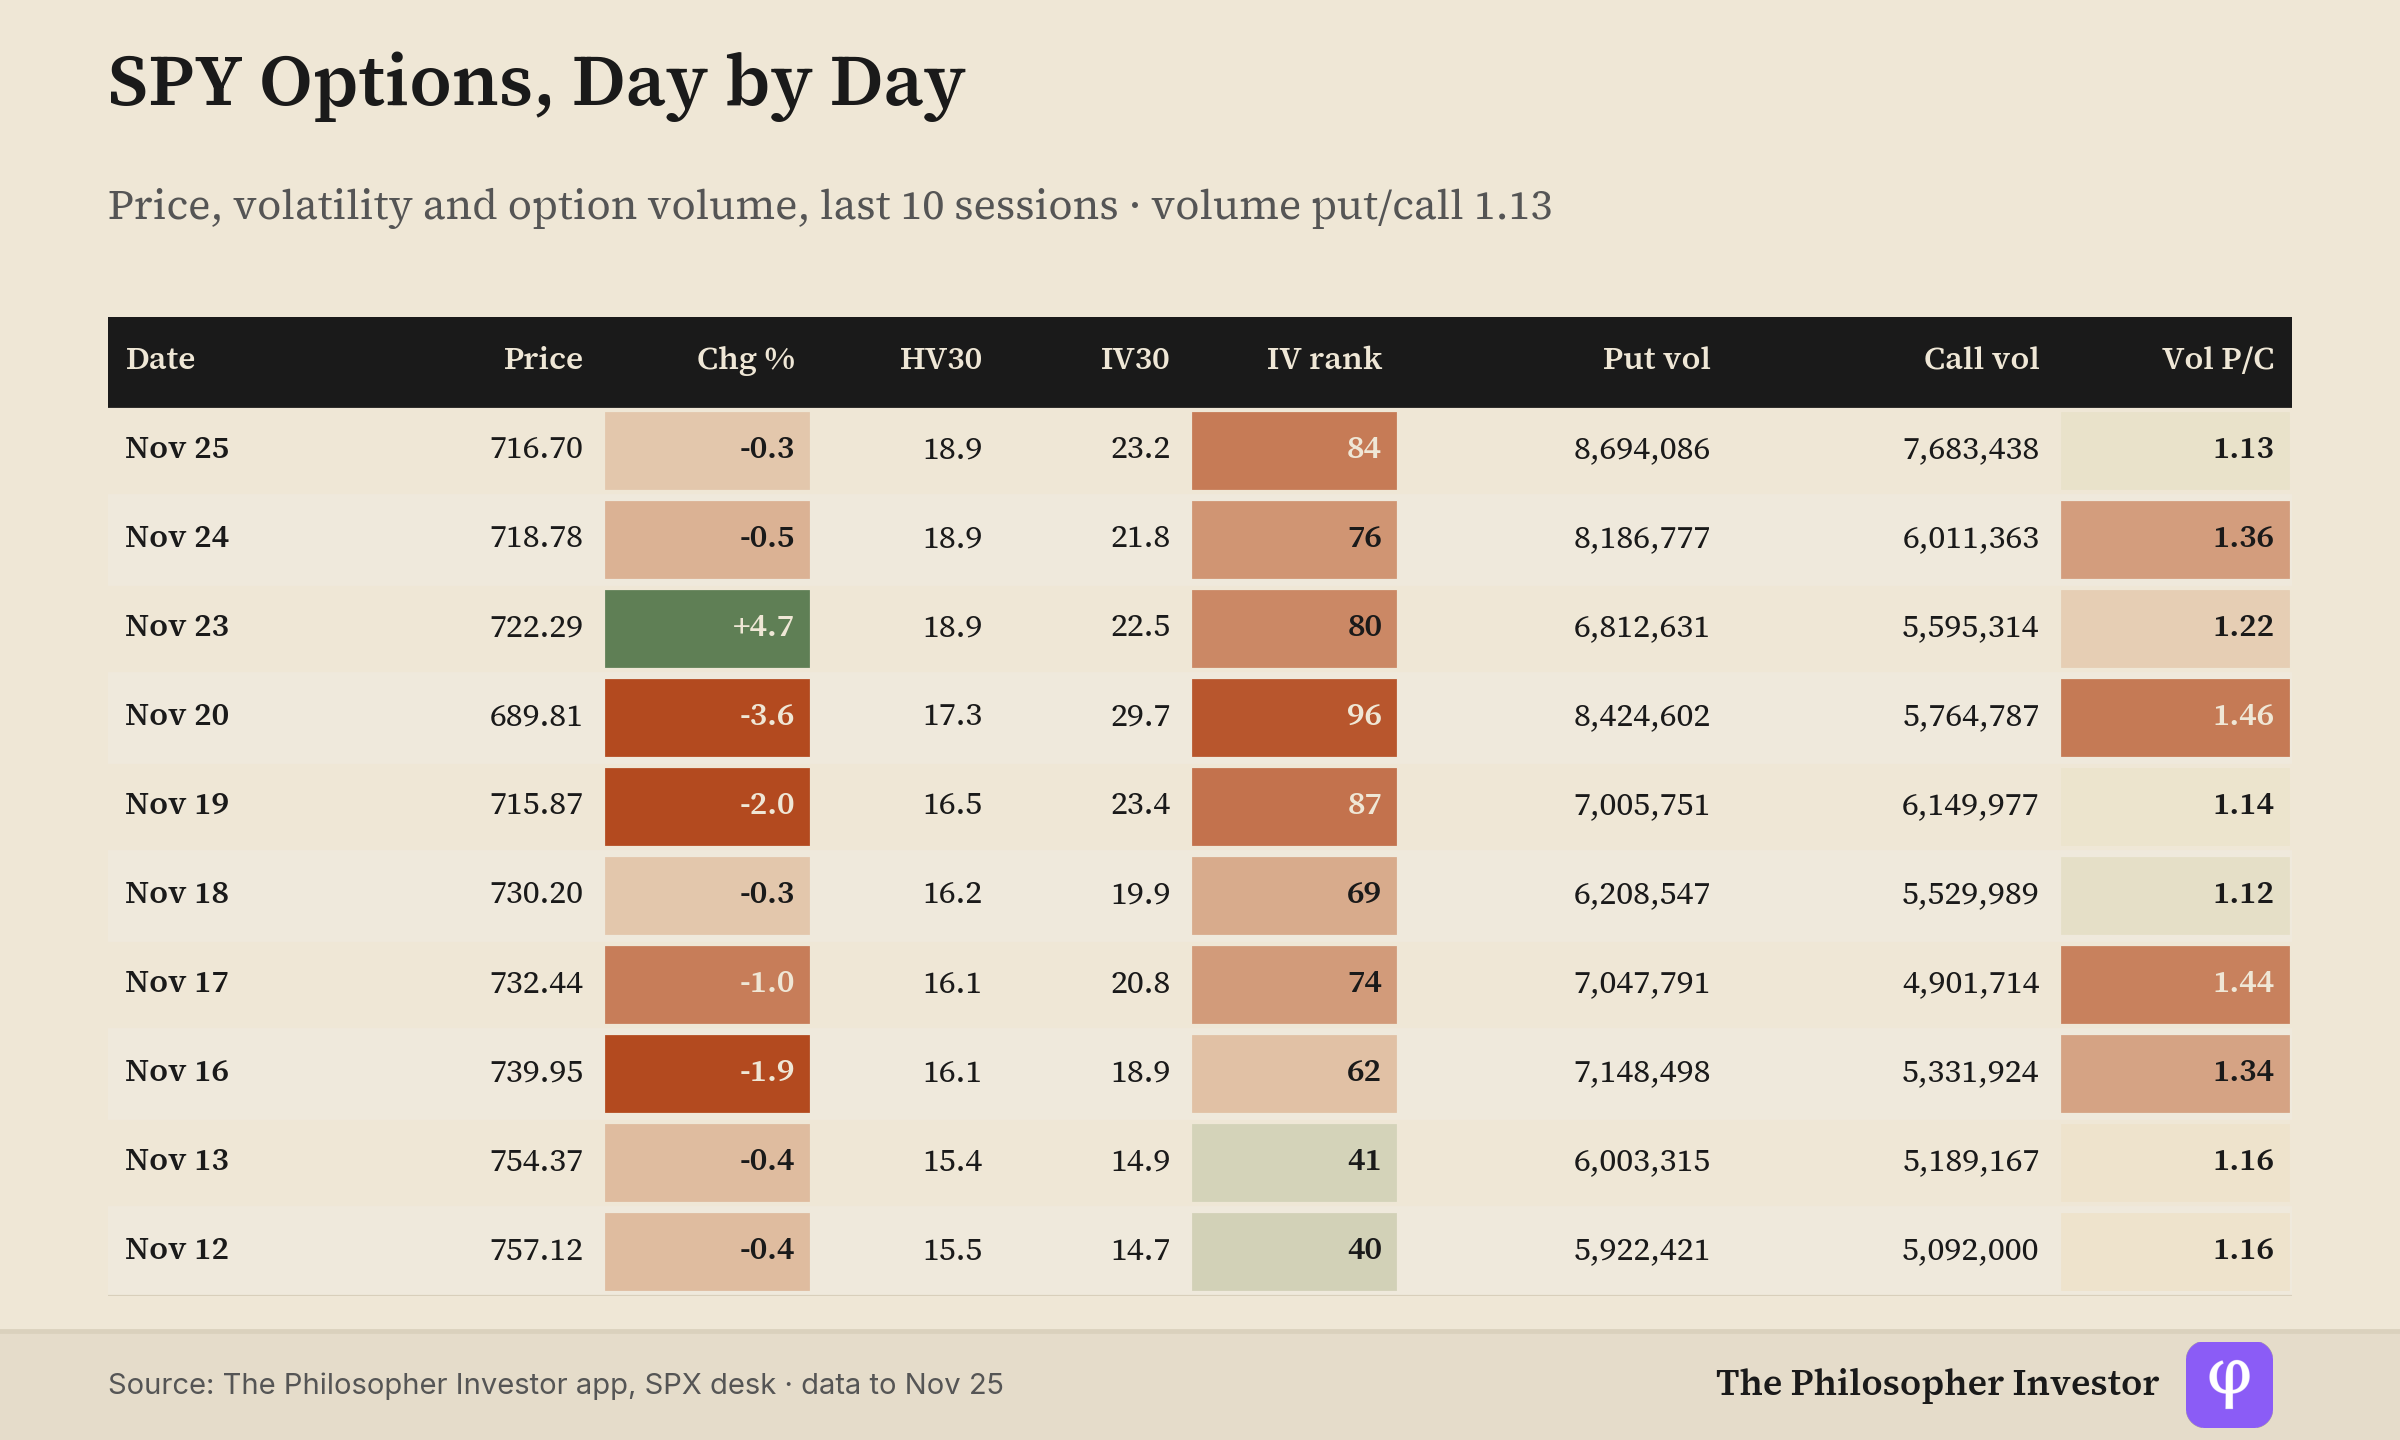 SPY Options, Day by Day
Price, volatility and option volume, last 10 sessions · volume put/call 1.13
Date Price Chg % HV30 IV30 IV rank Put vol Call vol Vol P/C
Nov 25 716.70 -0.3 18.9 23.2 84 8,694,086 7,683,438 1.13
Nov 24 718.78 -0.5 18.9 21.8 76 8,186,777 6,011,363 1.36
Nov 23 722.29 +4.7 18.9 22.5 80 6,812,631 5,595,314 1.22
Nov 20 689.81 -3.6 17.3 29.7 96 8,424,602 5,764,787 1.46
Nov 19 715.87 -2.0 16.5 23.4 87 7,005,751 6,149,977 1.14
Nov 18 730.20 -0.3 16.2 19.9 69 6,208,547 5,529,989 1.12
Nov 17 732.44 -1.0 16.1 20.8 74 7,047,791 4,901,714 1.44
Nov 16 739.95 -1.9 16.1 18.9 62 7,148,498 5,331,924 1.34
Nov 13 754.37 -0.4 15.4 14.9 41 6,003,315 5,189,167 1.16
Nov 12 757.12 -0.4 15.5 14.7 40 5,922,421 5,092,000 1.16
Source: The Philosopher Investor app, SPX desk · data to Nov 25
The Philosopher Investor φ